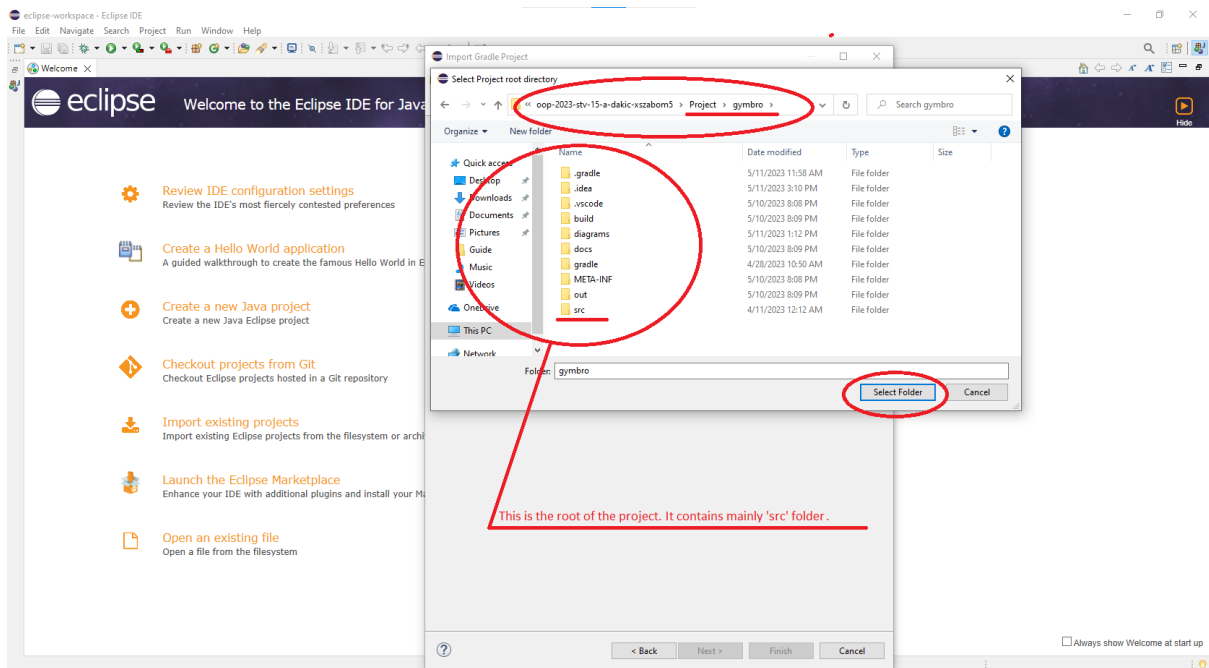 eclipse-workspace - Eclipse IDE
File Edit Navigate Search Project Run Window Help
Welcome
eclipse Welcome to the Eclipse IDE for Java
Hide
Review IDE configuration settings
Review the IDE's most fiercely contested preferences
Create a Hello World application
A guided walkthrough to create the famous Hello World in E
Create a new Java project
Create a new Java Eclipse project
Checkout projects from Git
Checkout Eclipse projects hosted in a Git repository
Import existing projects
Import existing Eclipse projects from the filesystem or archi
Launch the Eclipse Marketplace
Enhance your IDE with additional plugins and install your Ma
Open an existing file
Open a file from the filesystem
Import Gradle Project
Select Project root directory
« oop-2023-stv-15-a-dakic-xszabom5 > Project > gymbro >
Search gymbro
Organize New folder
Quick access
Desktop
Downloads
Documents
Pictures
Guide
Music
Videos
OneDrive
This PC
Network
Name Date modified Type Size
.gradle 5/11/2023 11:58 AM File folder
.idea 5/11/2023 3:10 PM File folder
.vscode 5/10/2023 8:08 PM File folder
build 5/10/2023 8:09 PM File folder
diagrams 5/11/2023 1:12 PM File folder
docs 5/10/2023 8:09 PM File folder
gradle 4/28/2023 10:50 AM File folder
META-INF 5/10/2023 8:08 PM File folder
out 5/10/2023 8:09 PM File folder
src 4/11/2023 12:12 AM File folder
Folder: gymbro
Select Folder Cancel
This is the root of the project. It contains mainly 'src' folder.
? < Back Next > Finish Cancel
Always show Welcome at start up